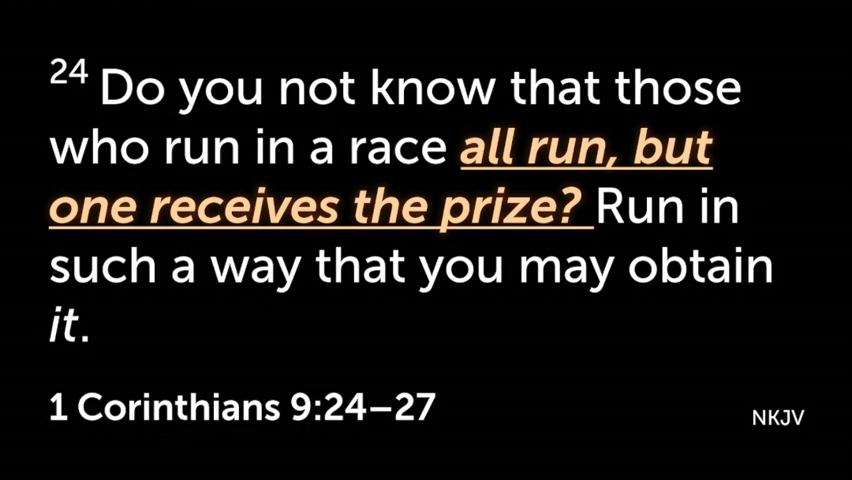 24 Do you not know that those
who run in a race all run, but
one receives the prize? Run in
such a way that you may obtain
it.
1 Corinthians 9:24–27
NKJV